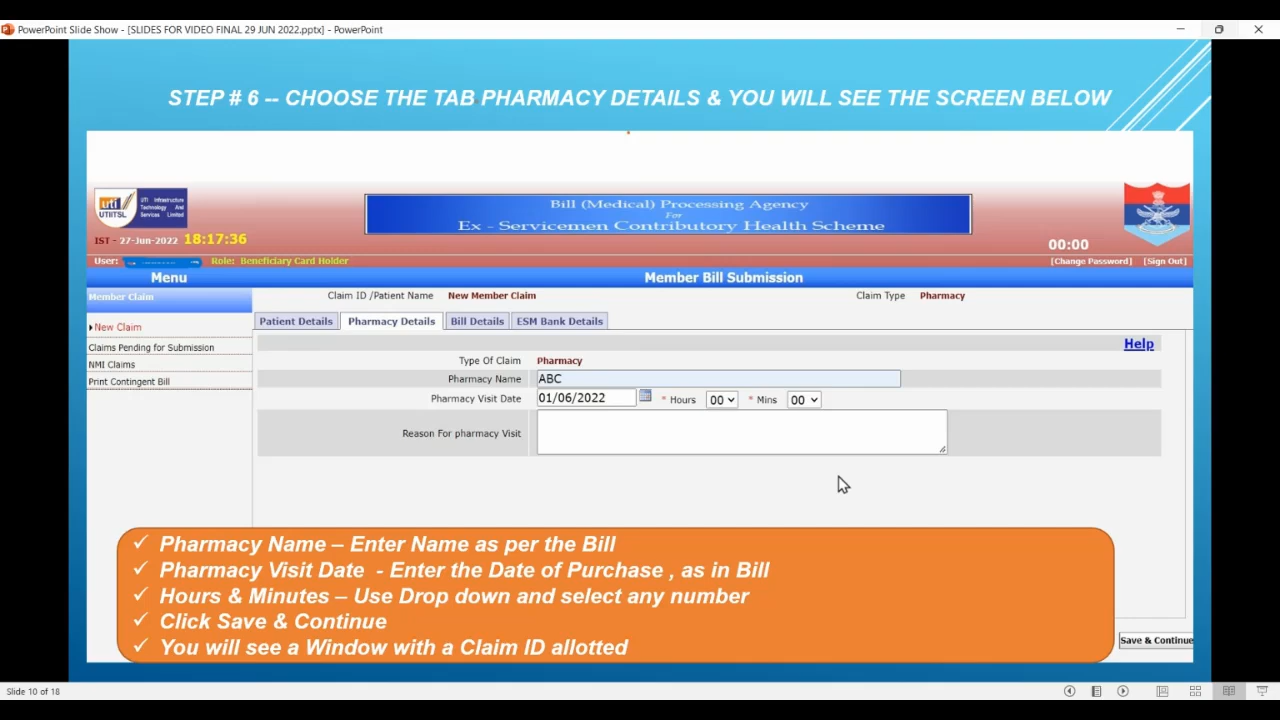 PowerPoint Slide Show - [SLIDES FOR VIDEO FINAL 29 JUN 2022.pptx] - PowerPoint
STEP # 6 -- CHOOSE THE TAB PHARMACY DETAILS & YOU WILL SEE THE SCREEN BELOW
uti
UTIITSL
UTI Infrastructure
Technology And
Services Limited
Bill (Medical) Processing Agency
For
Ex - Servicemen Contributory Health Scheme
IST - 27-Jun-2022 18:17:36
00:00
User:
Role: Beneficiary Card Holder
[Change Password] [Sign Out]
Menu
Member Bill Submission
Member Claim
Claim ID /Patient Name New Member Claim
Claim Type Pharmacy
New Claim
Claims Pending for Submission
NMI Claims
Print Contingent Bill
Patient Details Pharmacy Details Bill Details ESM Bank Details
Help
Type Of Claim Pharmacy
Pharmacy Name ABC
Pharmacy Visit Date 01/06/2022 * Hours 00 * Mins 00
Reason For pharmacy Visit
✓ Pharmacy Name – Enter Name as per the Bill
✓ Pharmacy Visit Date - Enter the Date of Purchase , as in Bill
✓ Hours & Minutes – Use Drop down and select any number
✓ Click Save & Continue
✓ You will see a Window with a Claim ID allotted
Save & Continue
Slide 10 of 18